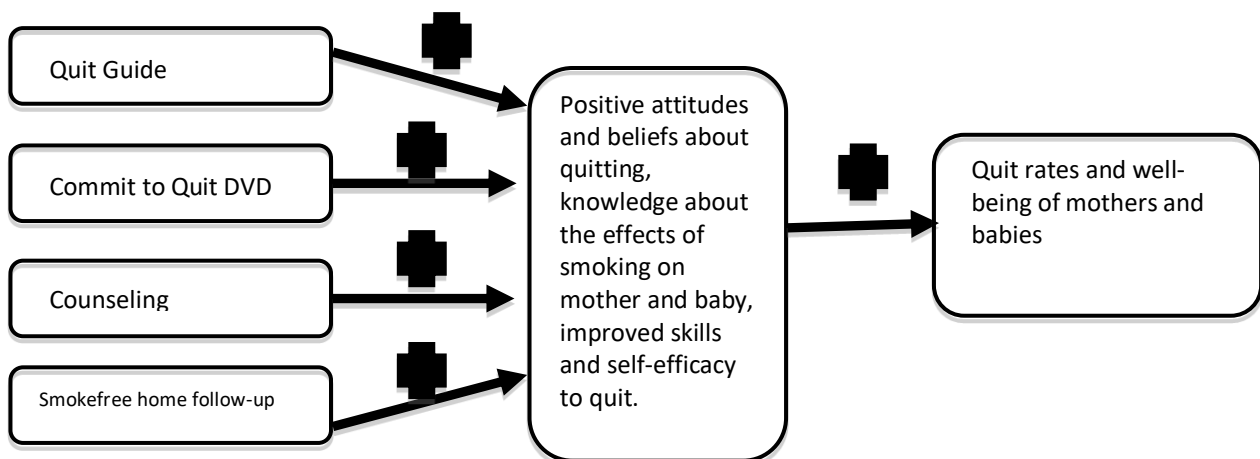 Quit Guide
Commit to Quit DVD
Counseling
Smokefree home follow-up
Positive attitudes
and beliefs about
quitting,
knowledge about
the effects of
smoking on
mother and baby,
improved skills
and self-efficacy
to quit.
Quit rates and well-
being of mothers and
babies